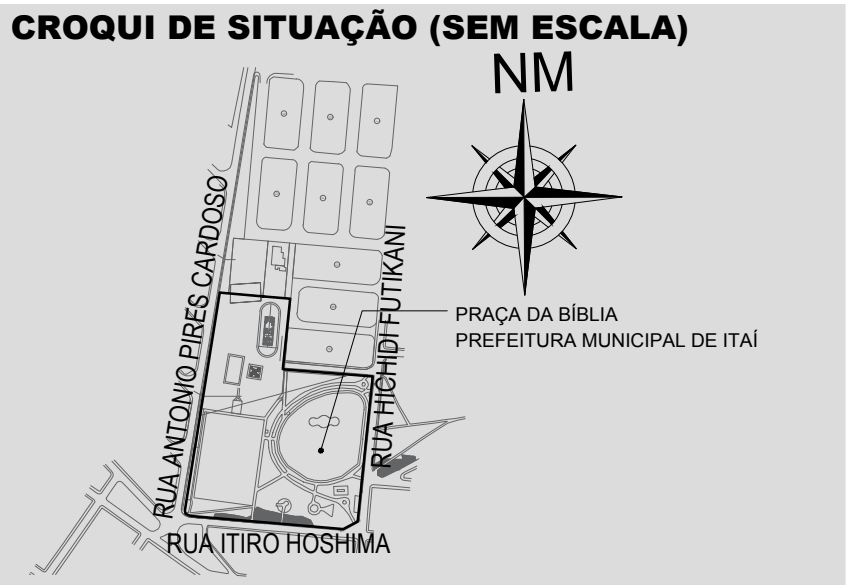 CROQUI DE SITUAÇÃO (SEM ESCALA)
NM
RUA ANTONIO PIRES CARDOSO
RUA HICHIDI FUTIKANI
PRAÇA DA BÍBLIA
PREFEITURA MUNICIPAL DE ITAÍ
RUA ITIRO HOSHIMA